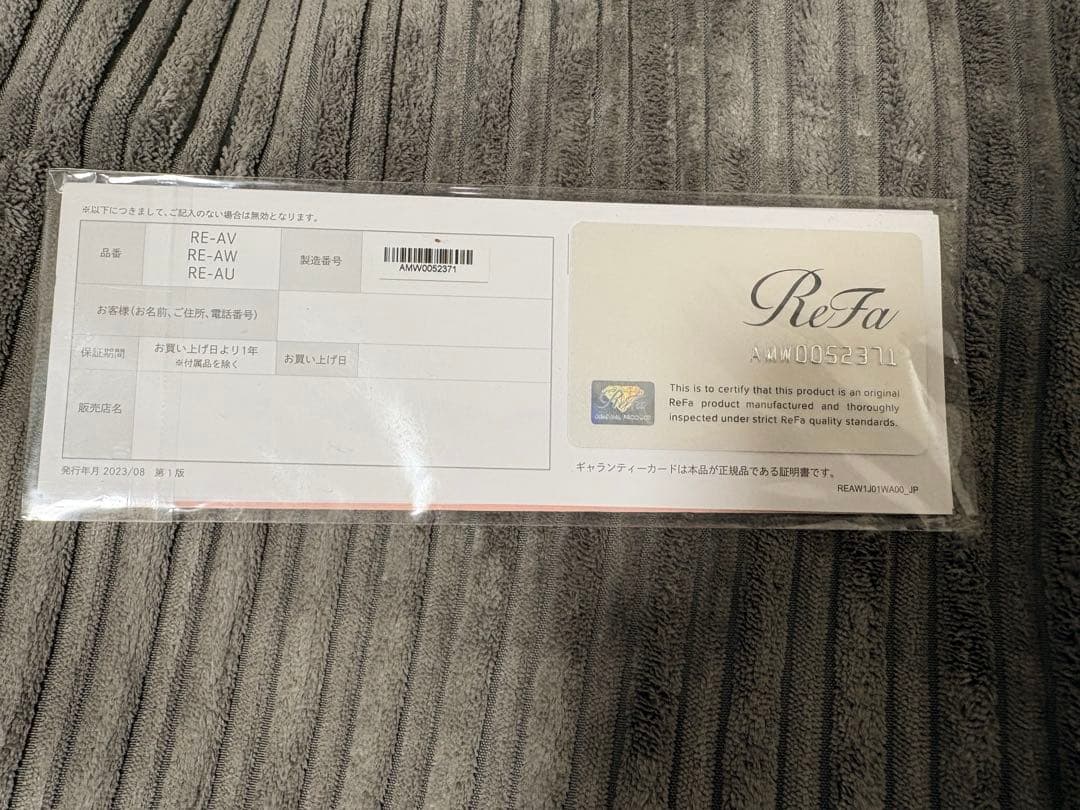 ※以下につきまして、ご記入のない場合は無効となります。
品番
RE-AV
RE-AW
RE-AU
製造番号
AMW0052371
お客様(お名前、ご住所、電話番号)
保証期間
お買い上げ日より1年
※付属品を除く
お買い上げ日
販売店名
発行年月 2023/08 第1版
ReFa
AMW0052371
ReFa
ORIGINAL PRODUCT
This is to certify that this product is an original
ReFa product manufactured and thoroughly
inspected under strict ReFa quality standards.
ギャランティーカードは本品が正規品である証明書です。
REAW1J01WA00_JP